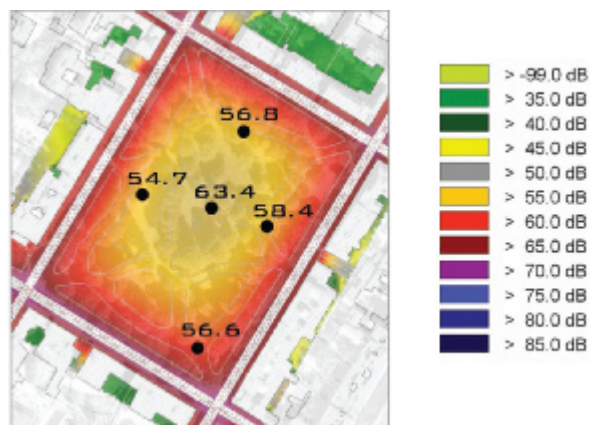 56.8
54.7
63.4
58.4
56.6
> -99.0 dB
> 35.0 dB
> 40.0 dB
> 45.0 dB
> 50.0 dB
> 55.0 dB
> 60.0 dB
> 65.0 dB
> 70.0 dB
> 75.0 dB
> 80.0 dB
> 85.0 dB